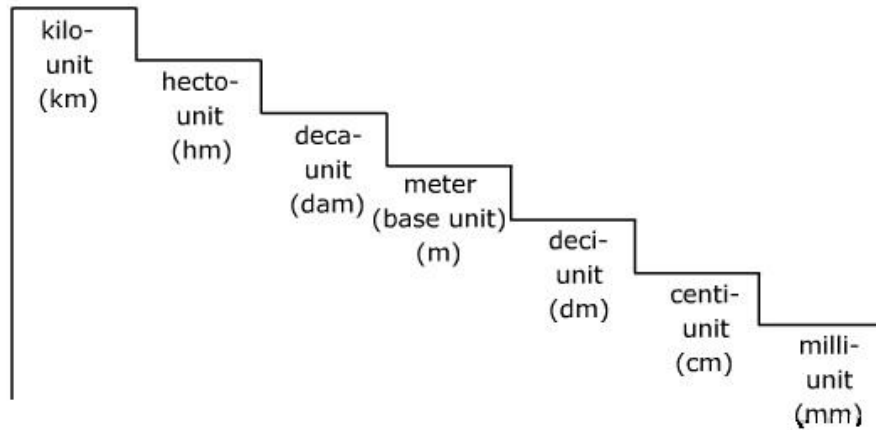 kilo-
unit
(km)
hecto-
unit
(hm)
deca-
unit
(dam)
meter
(base unit)
(m)
deci-
unit
(dm)
centi-
unit
(cm)
milli-
unit
(mm)